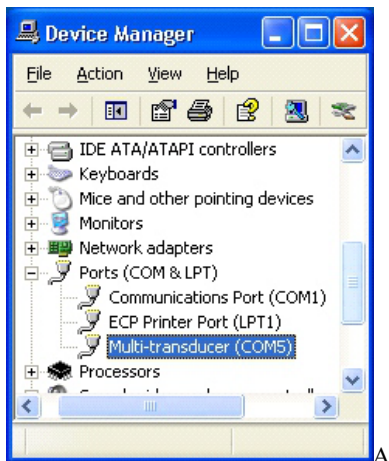 Device Manager
File Action View Help
IDE ATA/ATAPI controllers
Keyboards
Mice and other pointing devices
Monitors
Network adapters
Ports (COM & LPT)
Communications Port (COM1)
ECP Printer Port (LPT1)
Multi-transducer (COM5)
Processors
A